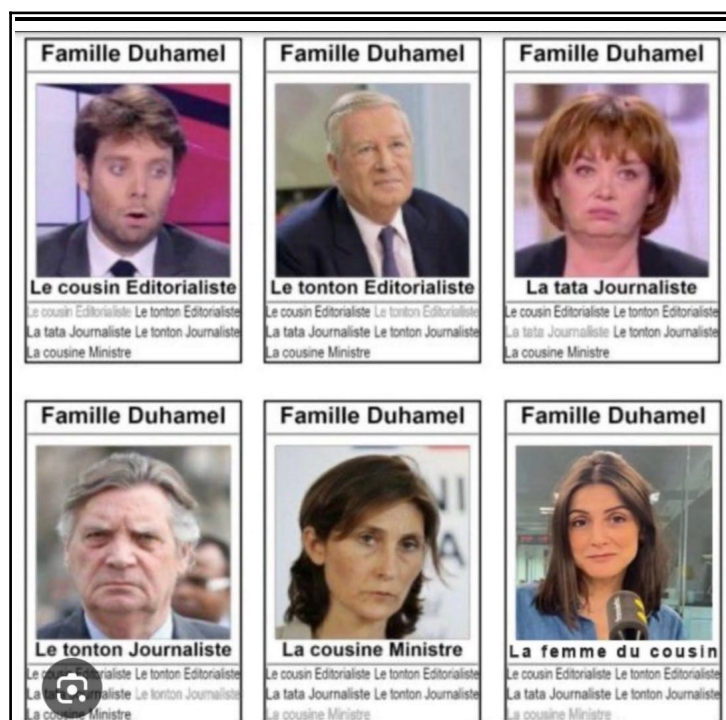 Famille Duhamel
Le cousin Editorialiste
Le cousin Editorialiste Le tonton Editorialiste
La tata Journaliste Le tonton Journaliste
La cousine Ministre
Famille Duhamel
Le tonton Editorialiste
Le cousin Editorialiste Le tonton Editorialiste
La tata Journaliste Le tonton Journaliste
La cousine Ministre
Famille Duhamel
La tata Journaliste
Le cousin Editorialiste Le tonton Editorialiste
La tata Journaliste Le tonton Journaliste
La cousine Ministre
Famille Duhamel
Le tonton Journaliste
Le Le tonton Editorialiste
La Le tonton Journaliste
La cousine Ministre
Famille Duhamel
La cousine Ministre
Le cousin Editorialiste Le tonton Editorialiste
La tata Journaliste Le tonton Journaliste
La cousine Ministre
Famille Duhamel
La femme du cousin
Le cousin Editorialiste Le tonton Editorialiste
La tata Journaliste Le tonton Journaliste
La cousine Ministre